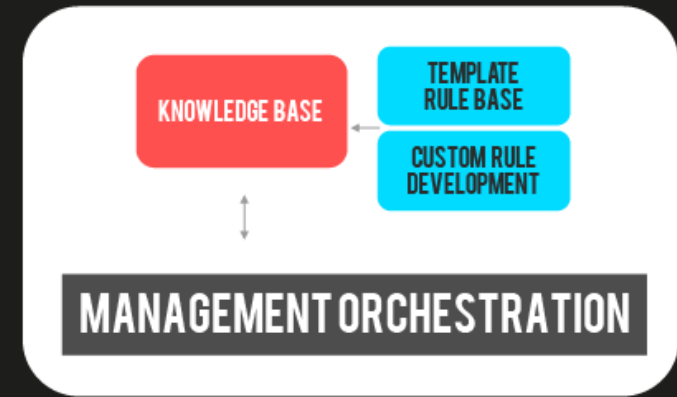 KNOWLEDGE BASE
TEMPLATE
RULE BASE
CUSTOM RULE
DEVELOPMENT
MANAGEMENT ORCHESTRATION